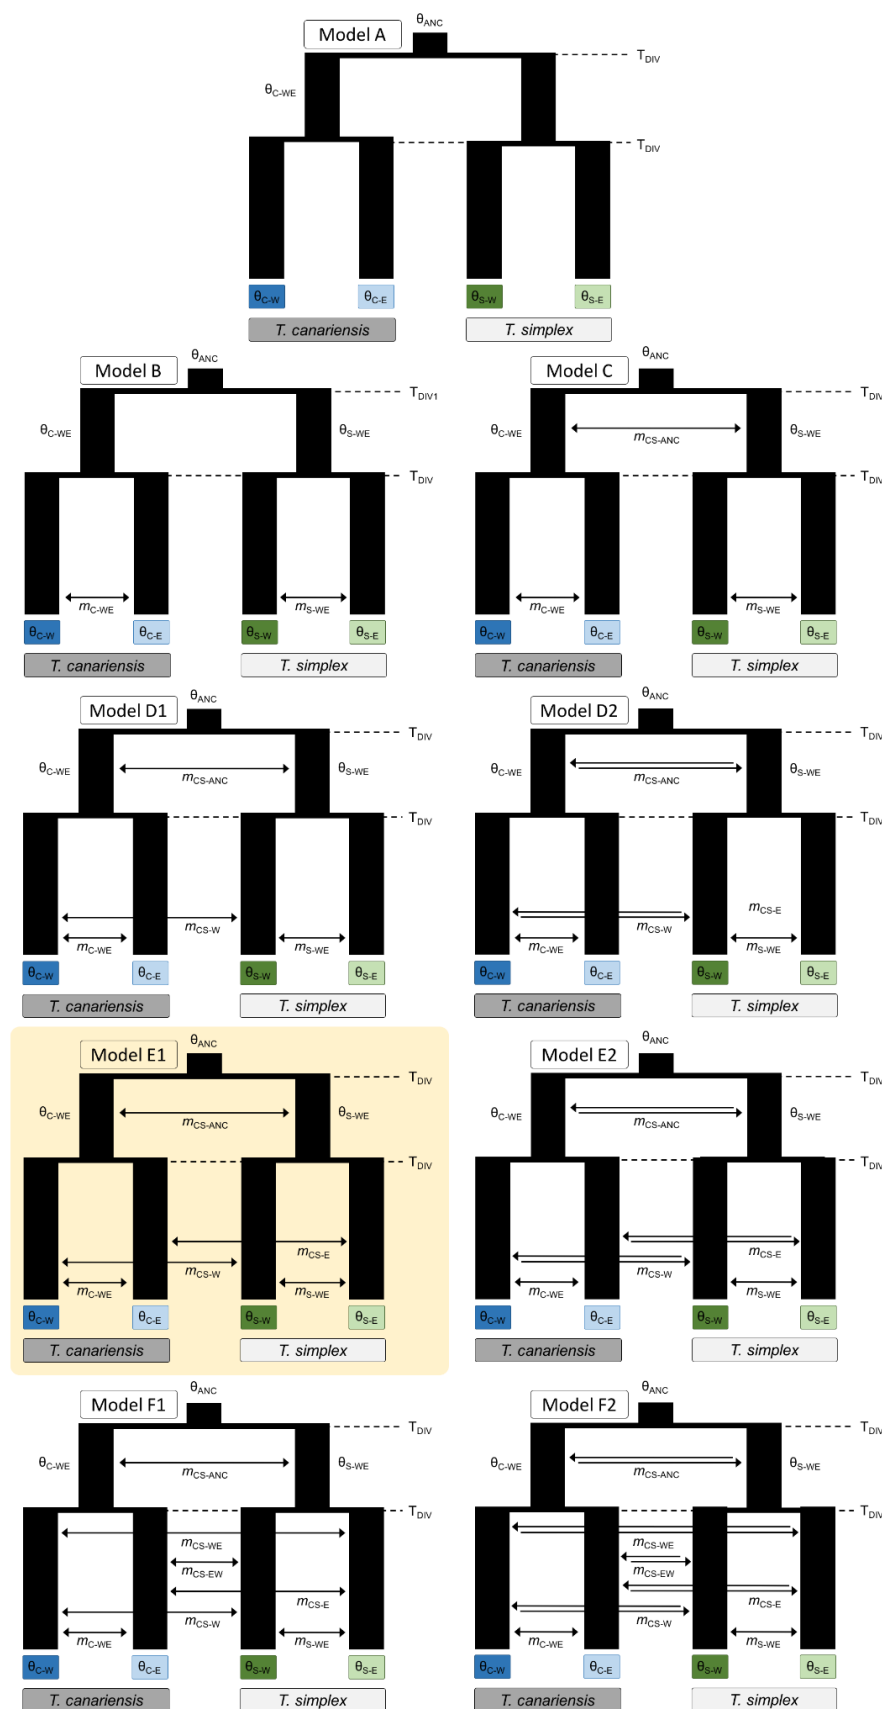 θANC
Model A
TDIV
θC-WE
TDIV
θC-W θC-E θS-W θS-E
T. canariensis T. simplex
θANC
Model B
TDIV1
θC-WE θS-WE
TDIV
mC-WE mS-WE
θC-W θC-E θS-W θS-E
T. canariensis T. simplex
θANC
Model C
TDIV
θC-WE mCS-ANC θS-WE
TDIV
mC-WE mS-WE
θC-W θC-E θS-W θS-E
T. canariensis T. simplex
θANC
Model D1
TDIV
θC-WE mCS-ANC θS-WE
TDIV
mCS-W
mC-WE mS-WE
θC-W θC-E θS-W θS-E
T. canariensis T. simplex
θANC
Model D2
TDIV
θC-WE mCS-ANC θS-WE
TDIV
mCS-E
mCS-W
mC-WE mS-WE
θC-W θC-E θS-W θS-E
T. canariensis T. simplex
θANC
Model E1
TDIV
θC-WE mCS-ANC θS-WE
TDIV
mCS-E
mCS-W
mC-WE mS-WE
θC-W θC-E θS-W θS-E
T. canariensis T. simplex
θANC
Model E2
TDIV
θC-WE mCS-ANC θS-WE
TDIV
mCS-E
mCS-W
mC-WE mS-WE
θC-W θC-E θS-W θS-E
T. canariensis T. simplex
θANC
Model F1
TDIV
θC-WE mCS-ANC θS-WE
TDIV
mCS-WE
mCS-EW
mCS-E
mCS-W
mC-WE mS-WE
θC-W θC-E θS-W θS-E
T. canariensis T. simplex
θANC
Model F2
TDIV
θC-WE mCS-ANC θS-WE
TDIV
mCS-WE
mCS-EW
mCS-E
mCS-W
mC-WE mS-WE
θC-W θC-E θS-W θS-E
T. canariensis T. simplex